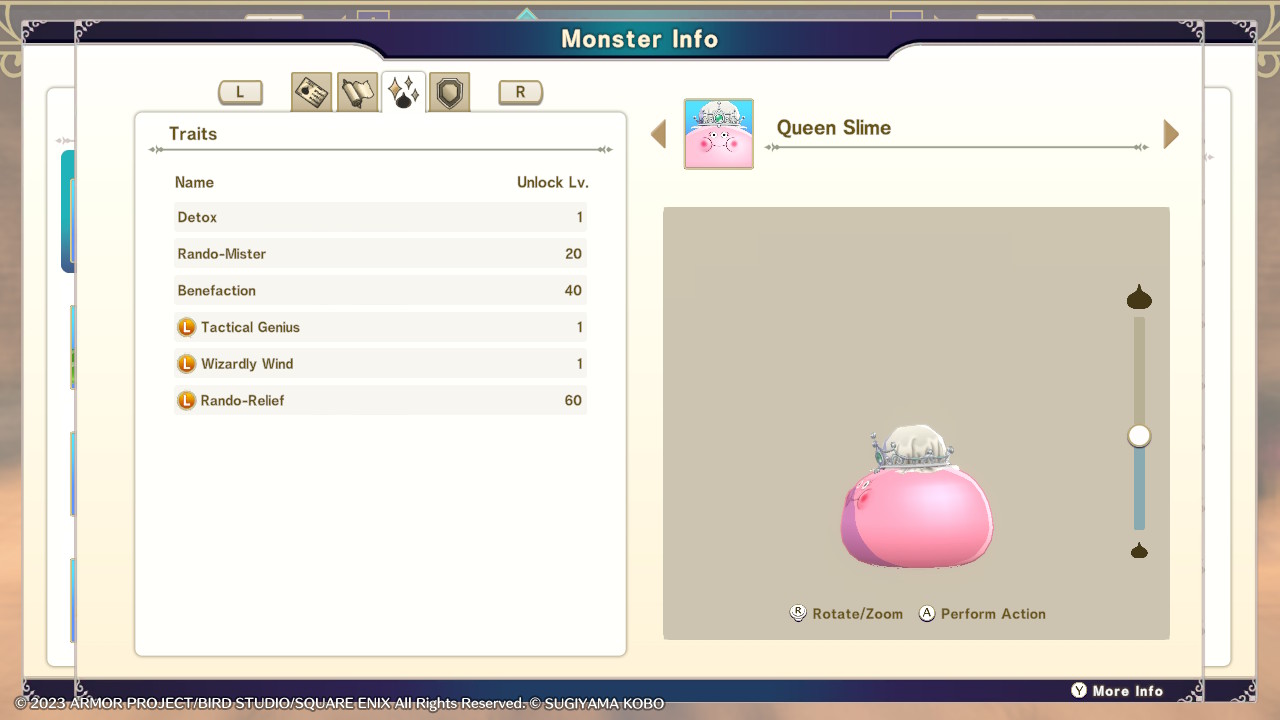 Monster Info
L
R
Traits
Name Unlock Lv.
Detox 1
Rando-Mister 20
Benefaction 40
L Tactical Genius 1
L Wizardly Wind 1
L Rando-Relief 60
Queen Slime
R Rotate/Zoom A Perform Action
Y More Info
© 2023 ARMOR PROJECT/BIRD STUDIO/SQUARE ENIX All Rights Reserved. © SUGIYAMA KOBO